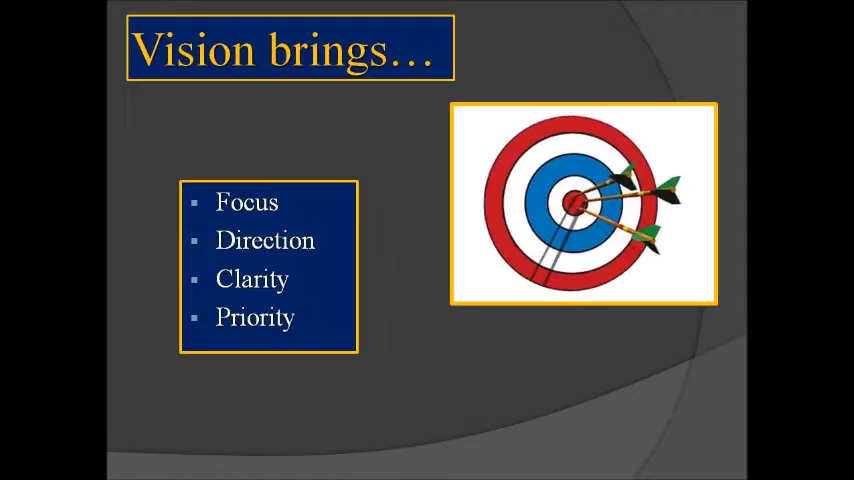 Vision brings…
Focus
Direction
Clarity
Priority